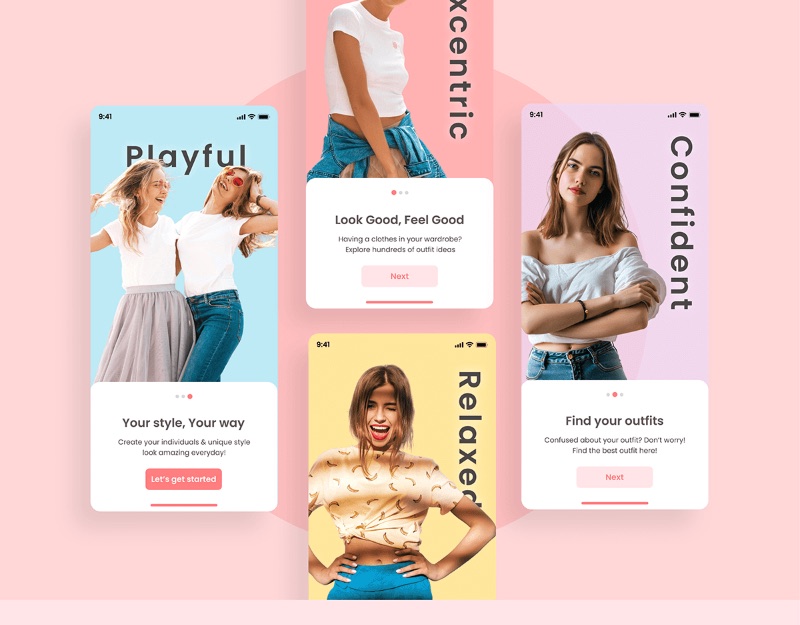 9:41
Playful
Your style, Your way
Create your individuals & unique style
look amazing everyday!
Let's get started
xcentric
Look Good, Feel Good
Having a clothes in your wardrobe?
Explore hundreds of outfit ideas
Next
9:41
Relaxed
9:41
Confident
Find your outfits
Confused about your outfit? Don't worry!
Find the best outfit here!
Next